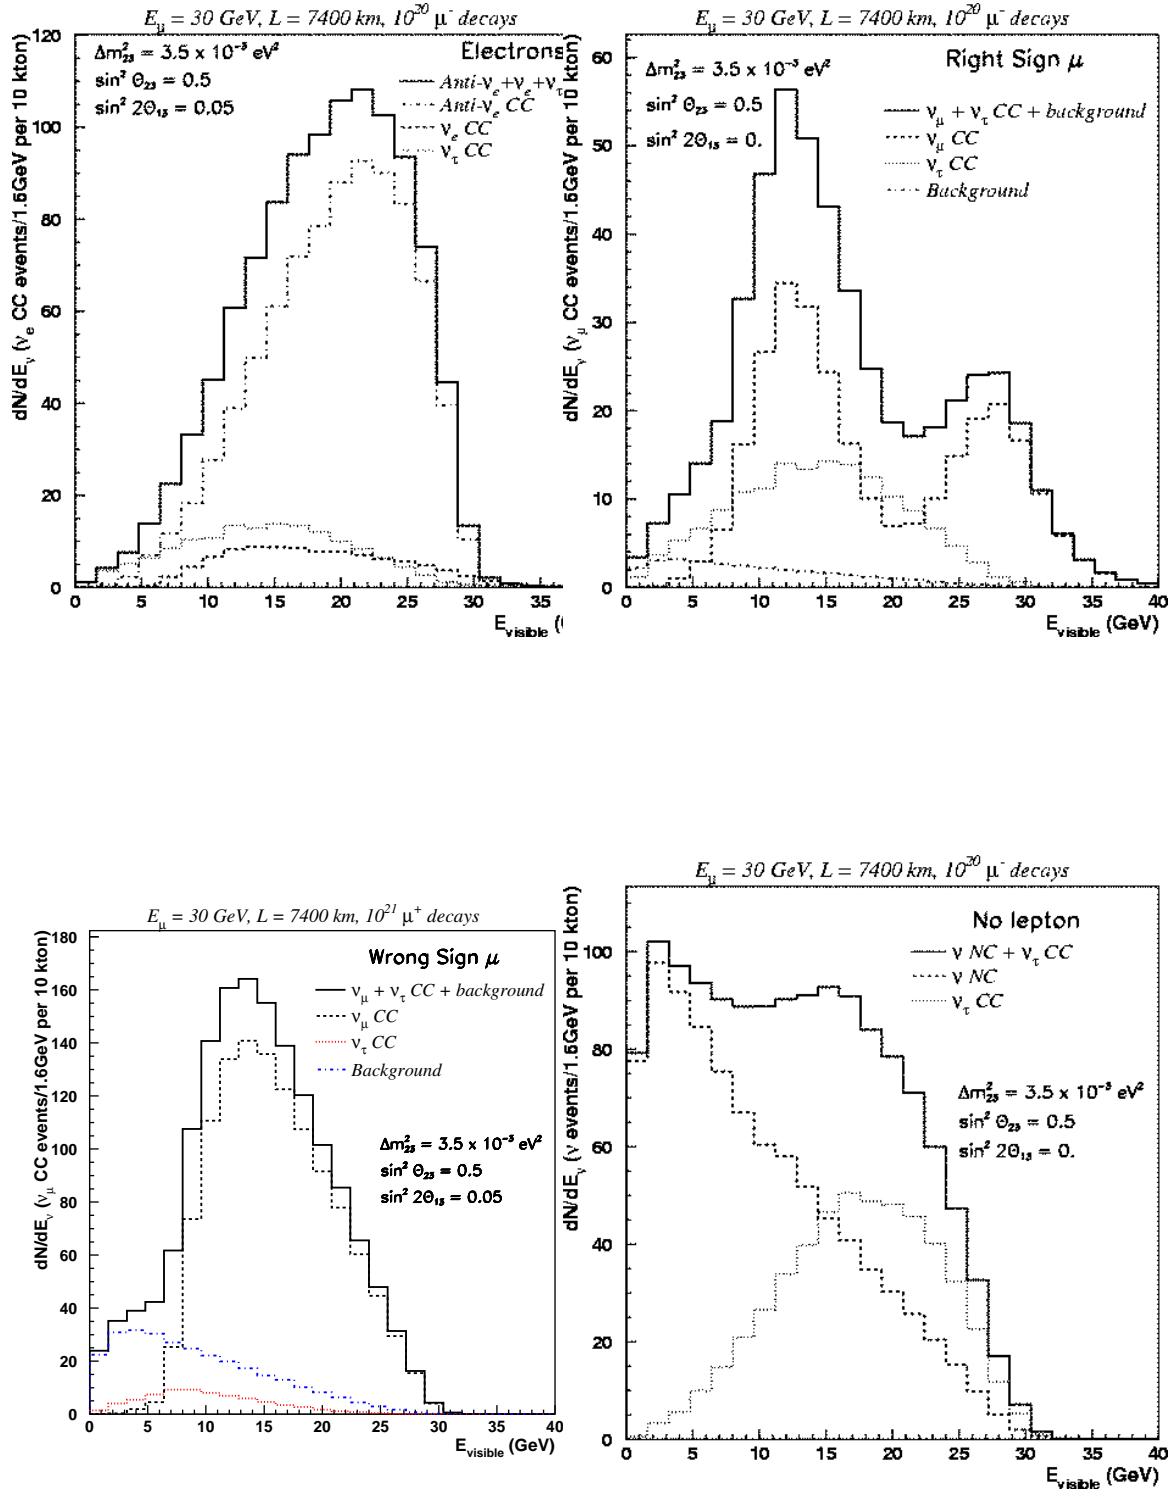 E_μ = 30 GeV, L = 7400 km, 10^20 μ^- decays
dN/dE_ν (ν_e CC events/1.6GeV per 10 kton)
Δm²_23 = 3.5 x 10^-3 eV²
sin² Θ_23 = 0.5
sin² 2Θ_13 = 0.05
Electrons
Anti-ν_e+ν_e+ν_τ
Anti-ν_e CC
ν_e CC
ν_τ CC
120
100
80
60
40
20
0
0 5 10 15 20 25 30 35
E_visible (
E_μ = 30 GeV, L = 7400 km, 10^20 μ^- decays
dN/dE_ν (ν_μ CC events/1.6GeV per 10 kton)
Δm²_23 = 3.5 x 10^-3 eV²
sin² Θ_23 = 0.5
sin² 2Θ_13 = 0.
Right Sign μ
ν_μ + ν_τ CC + background
ν_μ CC
ν_τ CC
Background
60
50
40
30
20
10
0
0 5 10 15 20 25 30 35 40
E_visible (GeV)
E_μ = 30 GeV, L = 7400 km, 10^21 μ^+ decays
dN/dE_ν (ν_μ CC events/1.6GeV per 10 kton)
Wrong Sign μ
ν_μ + ν_τ CC + background
ν_μ CC
ν_τ CC
Background
Δm²_23 = 3.5 x 10^-3 eV²
sin² Θ_23 = 0.5
sin² 2Θ_13 = 0.05
180
160
140
120
100
80
60
40
20
0
0 5 10 15 20 25 30 35 40
E_visible (GeV)
E_μ = 30 GeV, L = 7400 km, 10^20 μ^- decays
dN/dE_ν (ν events/1.6GeV per 10 kton)
No lepton
ν NC + ν_τ CC
ν NC
ν_τ CC
Δm²_23 = 3.5 x 10^-3 eV²
sin² Θ_23 = 0.5
sin² 2Θ_13 = 0.
100
80
60
40
20
0
0 5 10 15 20 25 30 35 40
E_visible (GeV)